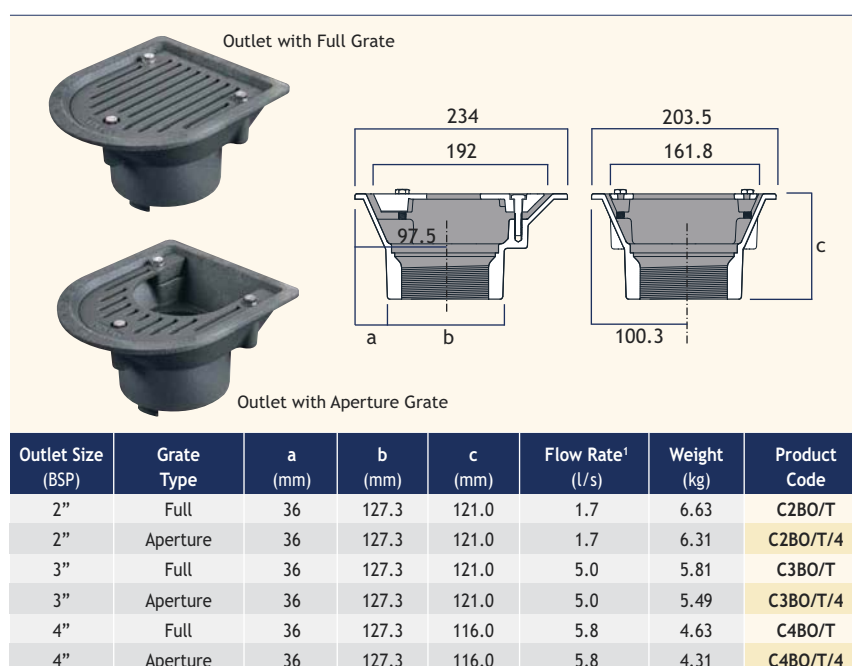 Outlet with Full Grate
234
192
97.5
a
b
203.5
161.8
c
100.3
Outlet with Aperture Grate
Outlet Size (BSP) Grate Type a (mm) b (mm) c (mm) Flow Rate¹ (l/s) Weight (kg) Product Code
2” Full 36 127.3 121.0 1.7 6.63 C2BO/T
2” Aperture 36 127.3 121.0 1.7 6.31 C2BO/T/4
3” Full 36 127.3 121.0 5.0 5.81 C3BO/T
3” Aperture 36 127.3 121.0 5.0 5.49 C3BO/T/4
4” Full 36 127.3 116.0 5.8 4.63 C4BO/T
4” Aperture 36 127.3 116.0 5.8 4.31 C4BO/T/4